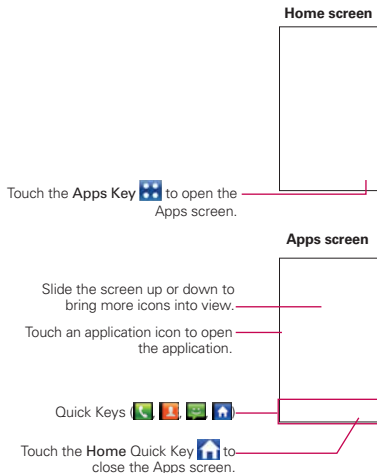 Home screen
Touch the Apps Key to open the
Apps screen.
Apps screen
Slide the screen up or down to
bring more icons into view.
Touch an application icon to open
the application.
Quick Keys ( , , , )
Touch the Home Quick Key to
close the Apps screen.